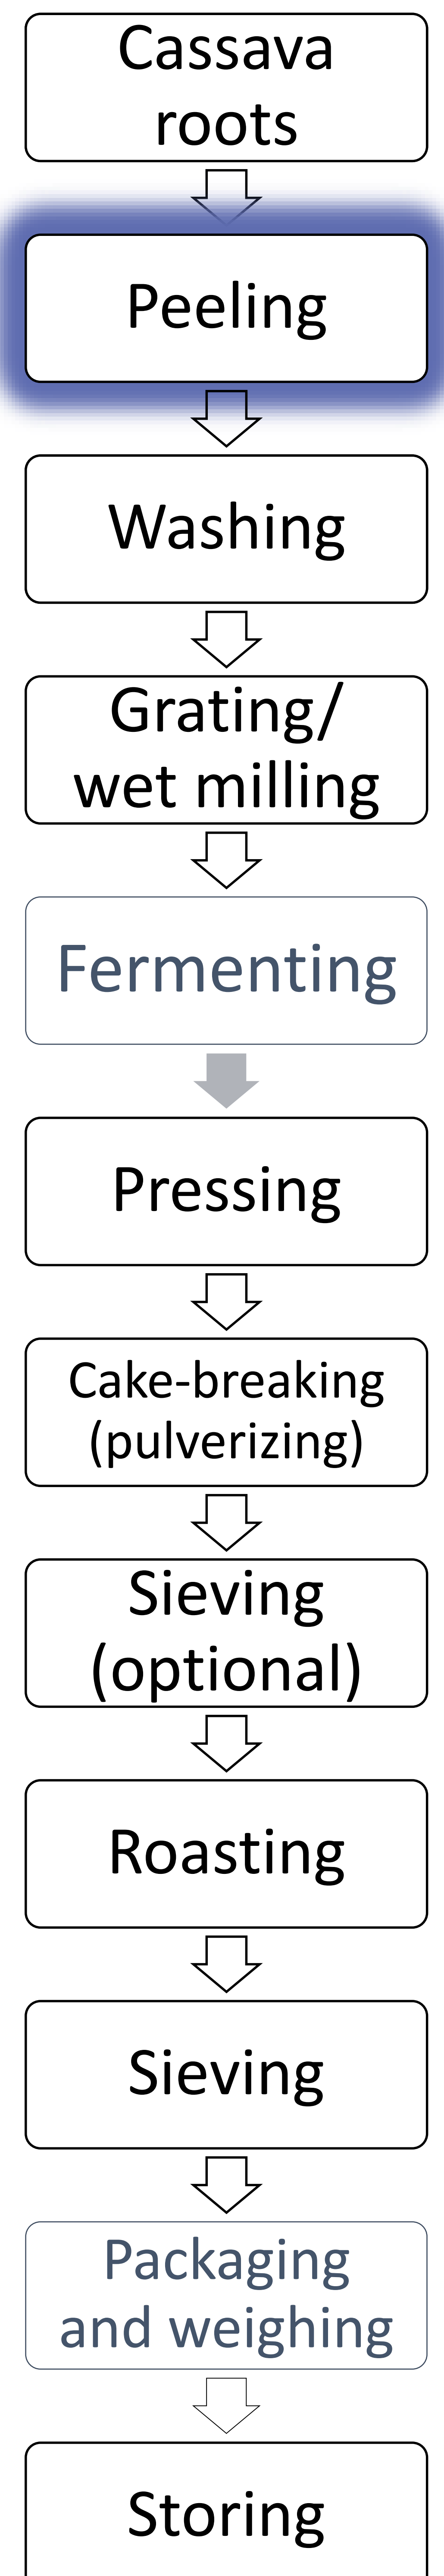 Cassava
roots
Peeling
Washing
Grating/
wet milling
Fermenting
Pressing
Cake-breaking
(pulverizing)
Sieving
(optional)
Roasting
Sieving
Packaging
and weighing
Storing